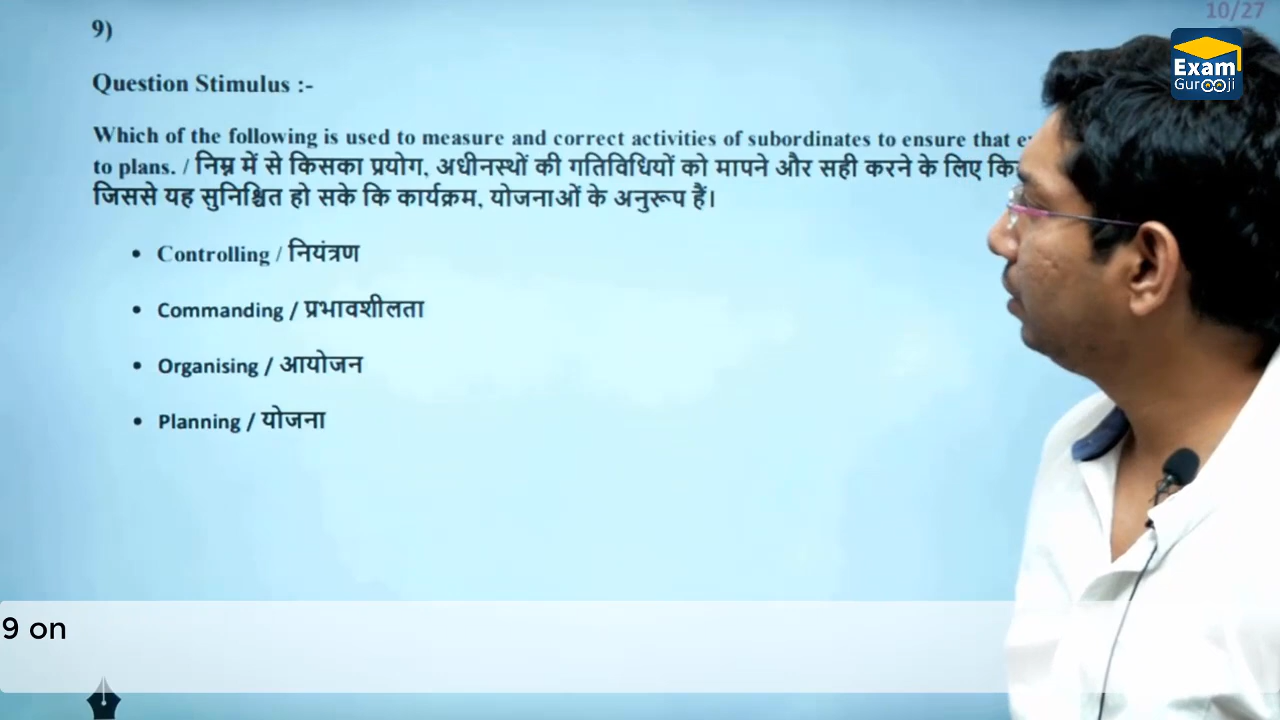 10/27
9)
Exam
Gurooji
Question Stimulus :-
Which of the following is used to measure and correct activities of subordinates to ensure that
to plans. / निम्न में से किसका प्रयोग, अधीनस्थों की गतिविधियों को मापने और सही करने के लिए
जिससे यह सुनिश्चित हो सके कि कार्यक्रम, योजनाओं के अनुरूप हैं।
• Controlling / नियंत्रण
• Commanding / प्रभावशीलता
• Organising / आयोजन
• Planning / योजना
9 on